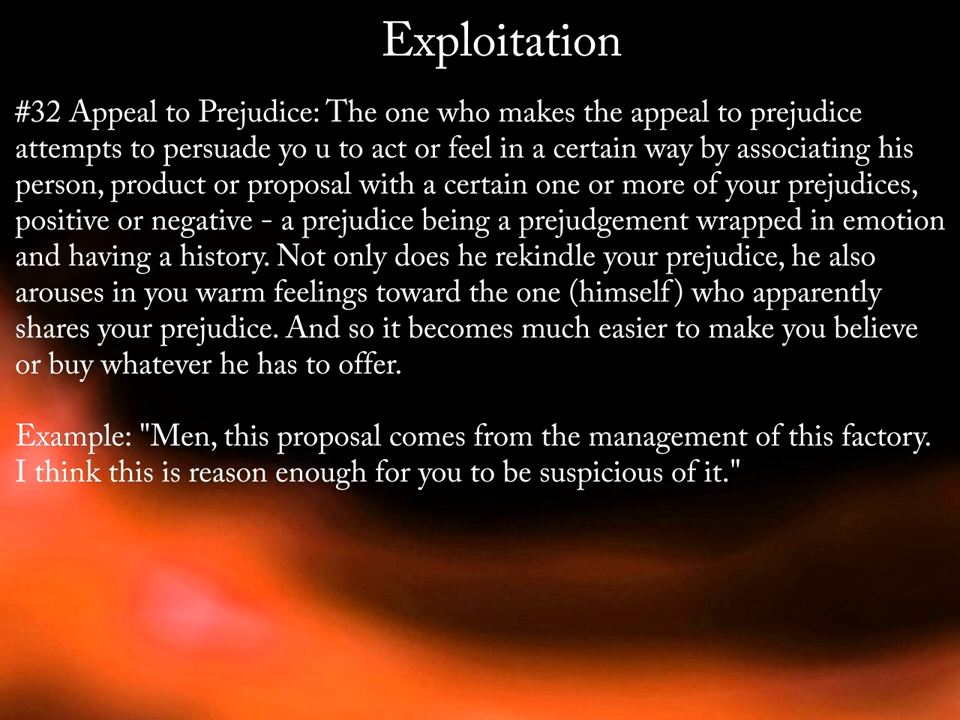 Exploitation
#32 Appeal to Prejudice: The one who makes the appeal to prejudice
attempts to persuade yo u to act or feel in a certain way by associating his
person, product or proposal with a certain one or more of your prejudices,
positive or negative - a prejudice being a prejudgement wrapped in emotion
and having a history. Not only does he rekindle your prejudice, he also
arouses in you warm feelings toward the one (himself) who apparently
shares your prejudice. And so it becomes much easier to make you believe
or buy whatever he has to offer.
Example: "Men, this proposal comes from the management of this factory.
I think this is reason enough for you to be suspicious of it."